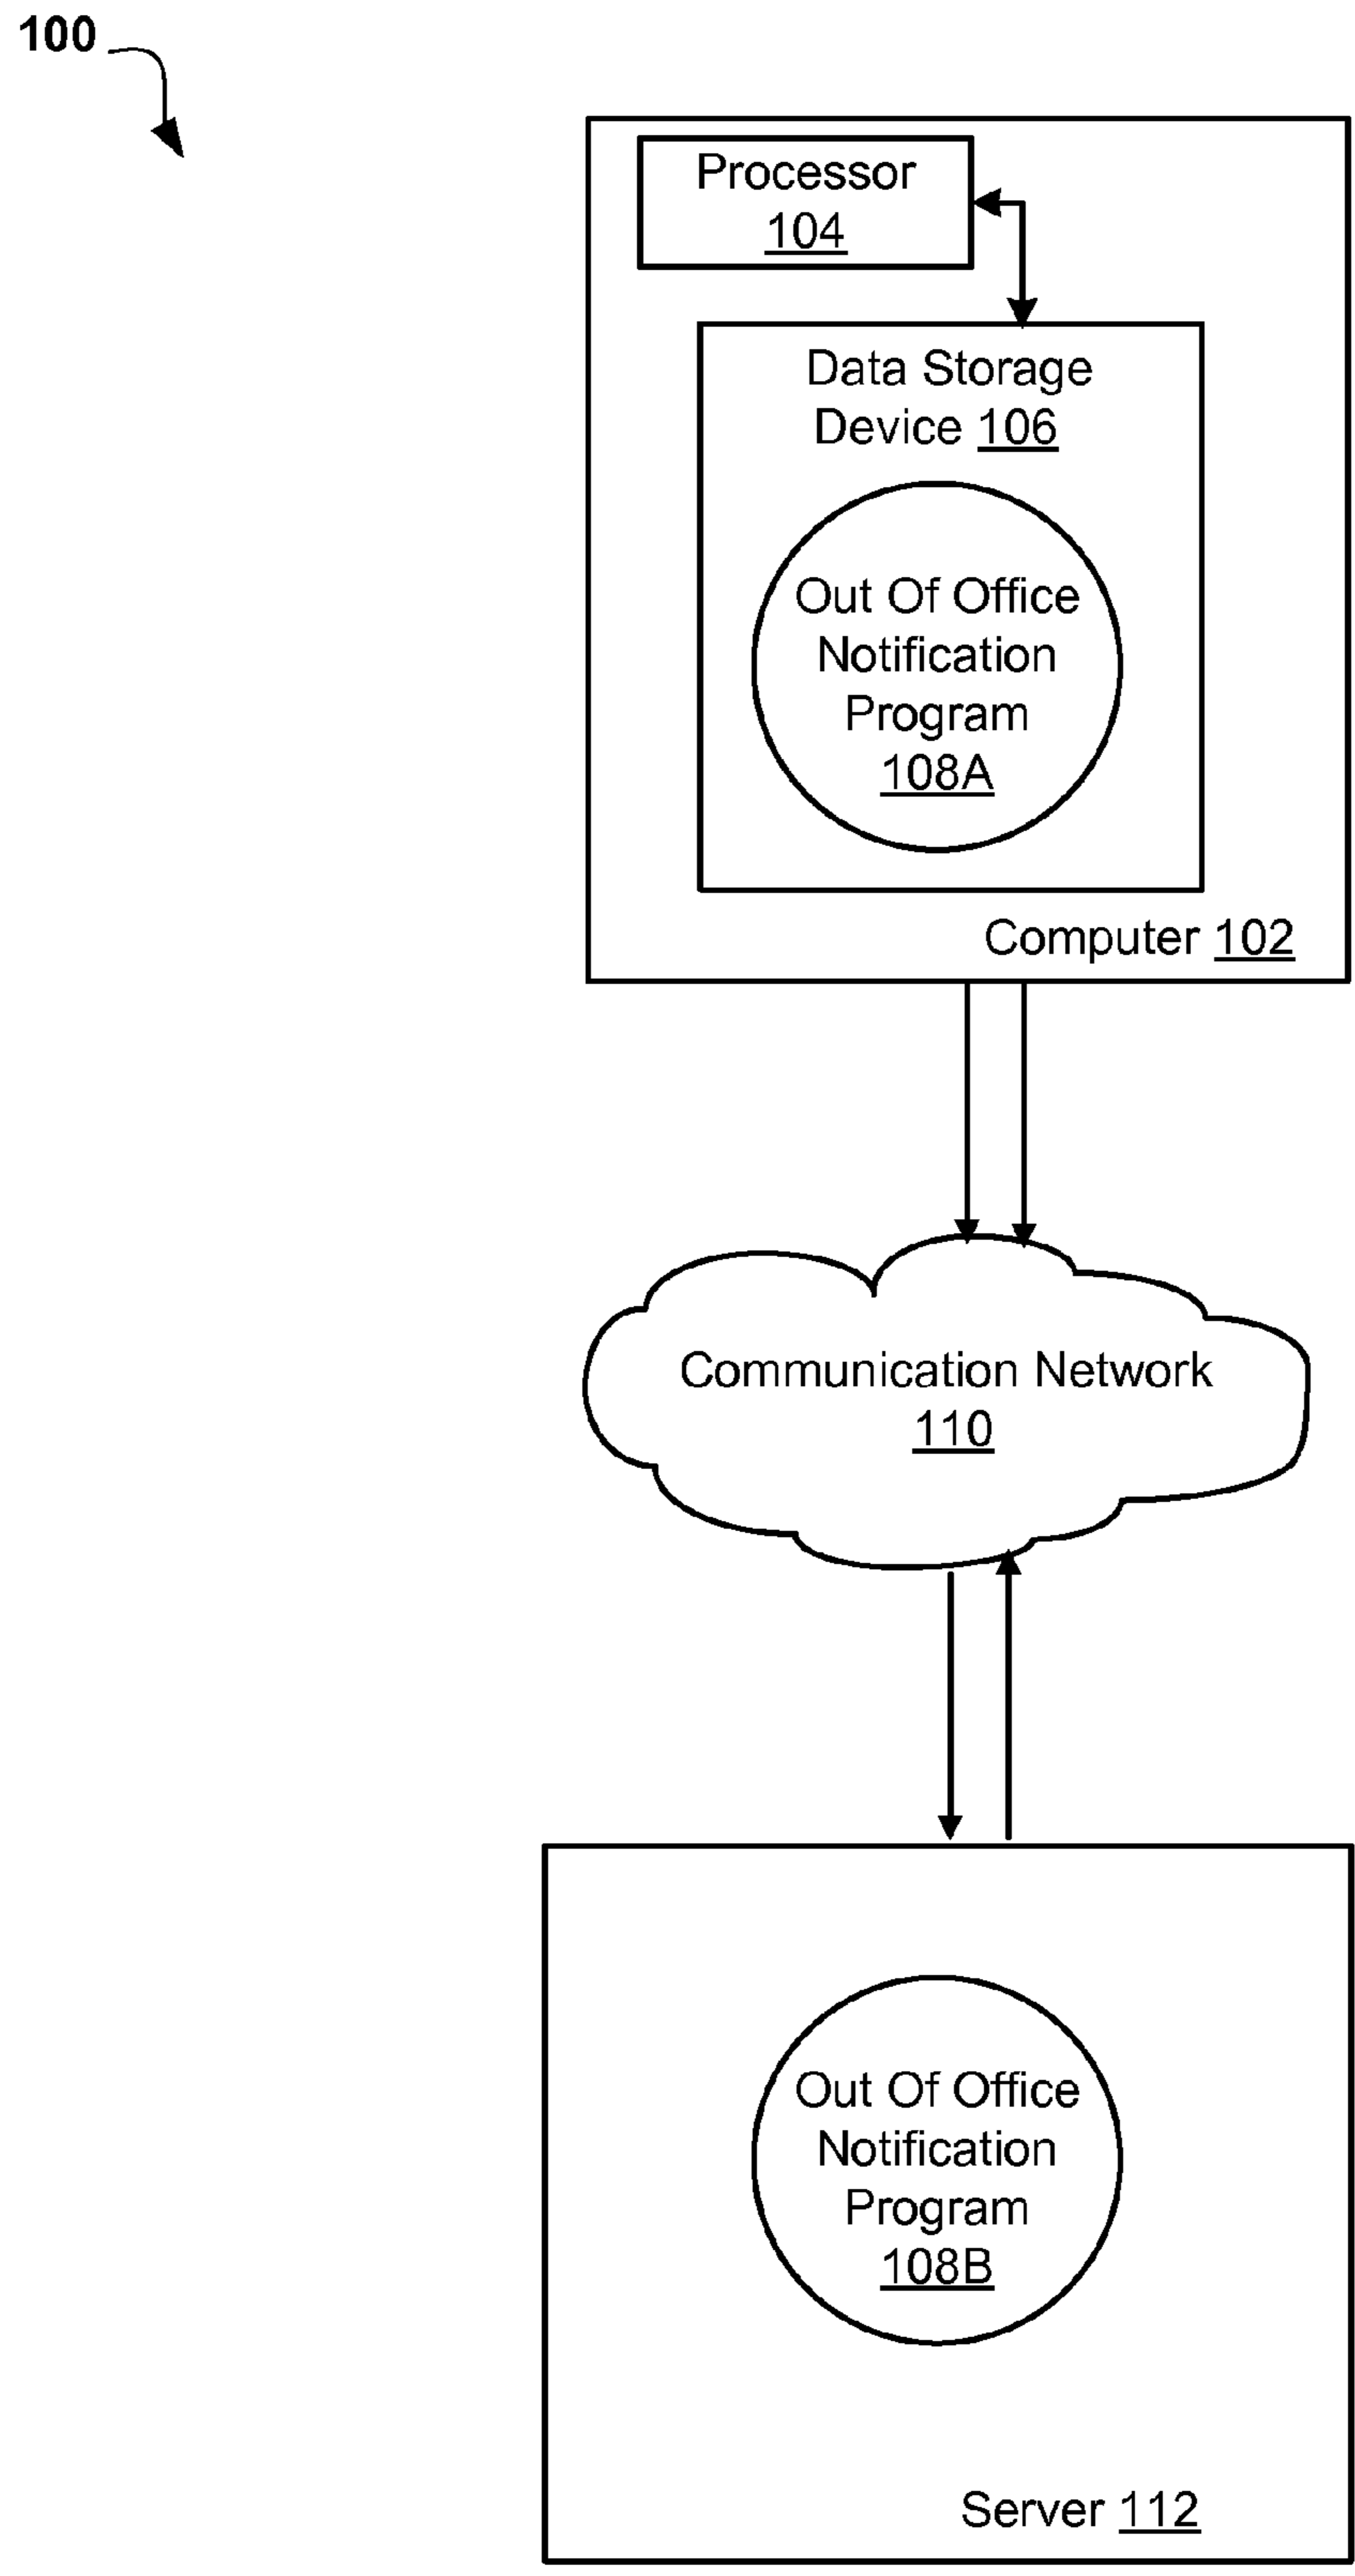 100
Processor
104
Data Storage
Device 106
Out Of Office
Notification
Program
108A
Computer 102
Communication Network
110
Out Of Office
Notification
Program
108B
Server 112